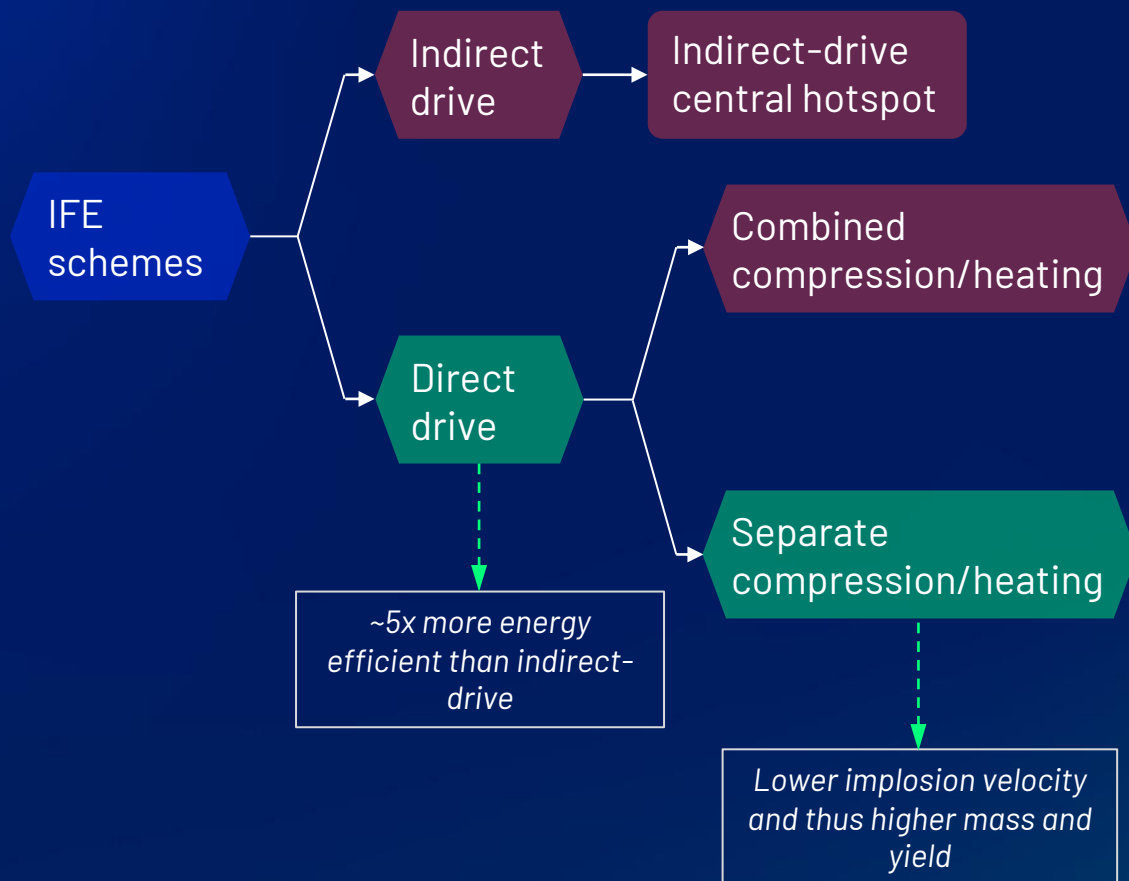 Indirect
drive
Indirect-drive
central hotspot
IFE
schemes
Combined
compression/heating
Direct
drive
Separate
compression/heating
~5x more energy
efficient than indirect-
drive
Lower implosion velocity
and thus higher mass and
yield